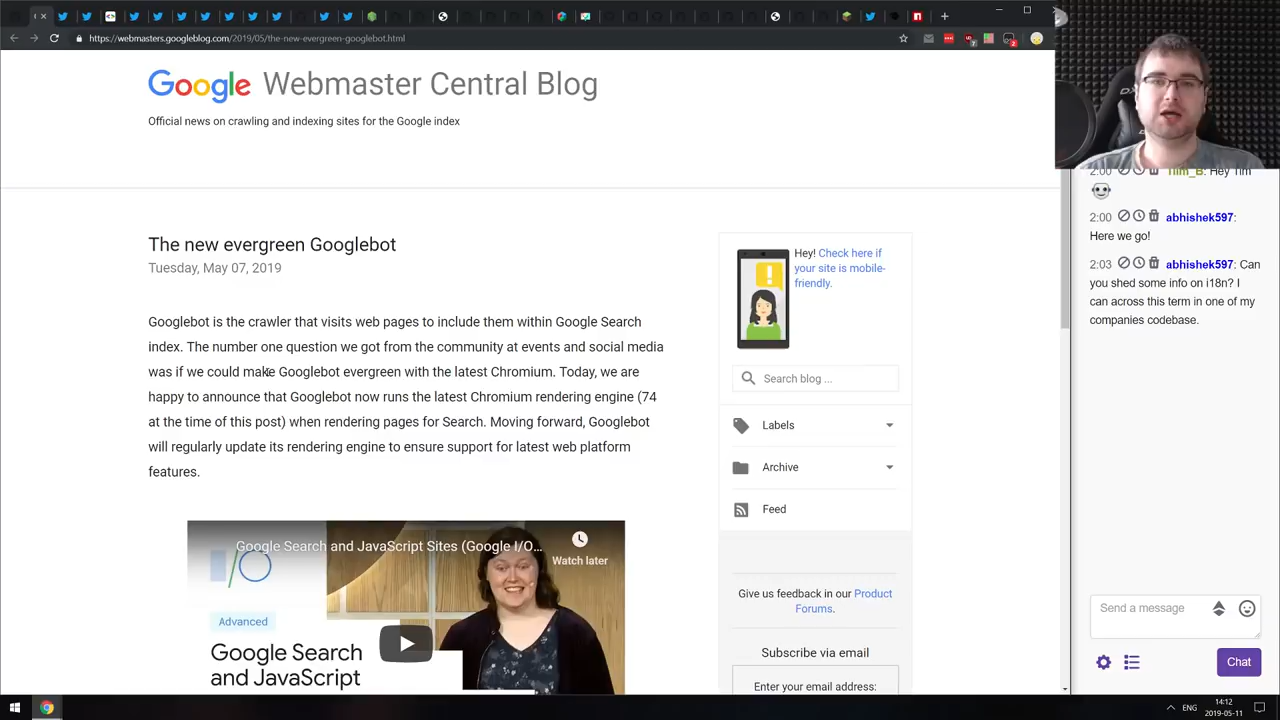 https://webmasters.googleblog.com/2019/05/the-new-evergreen-googlebot.html
Google Webmaster Central Blog
Official news on crawling and indexing sites for the Google index
The new evergreen Googlebot
Tuesday, May 07, 2019
Googlebot is the crawler that visits web pages to include them within Google Search
index. The number one question we got from the community at events and social media
was if we could make Googlebot evergreen with the latest Chromium. Today, we are
happy to announce that Googlebot now runs the latest Chromium rendering engine (74
at the time of this post) when rendering pages for Search. Moving forward, Googlebot
will regularly update its rendering engine to ensure support for latest web platform
features.
Google Search and JavaScript Sites (Google I/O...
Watch later
I/O
Advanced
Google Search
and JavaScript
Hey! Check here if
your site is mobile-
friendly.
Search blog ...
Labels
Archive
Feed
Give us feedback in our Product
Forums.
Subscribe via email
Enter your email address:
2:00 Tiim_B: Hey Tim
2:00 abhishek597:
Here we go!
2:03 abhishek597: Can
you shed some info on i18n? I
can across this term in one of my
companies codebase.
Send a message
Chat
ENG
14:12
2019-05-11